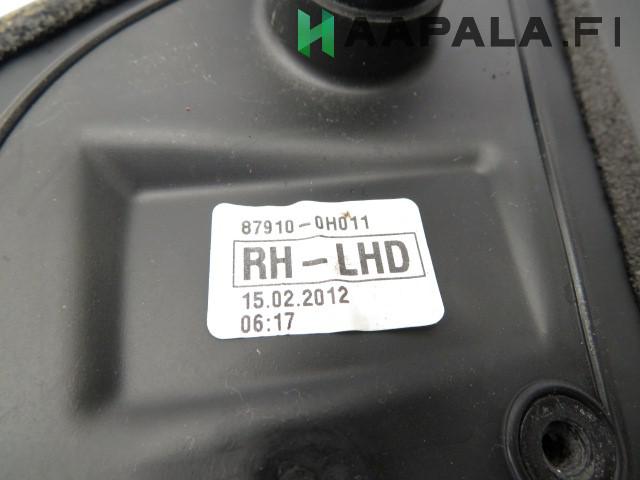 HAAPALA.FI
87910-0H011
RH-LHD
15.02.2012
06:17